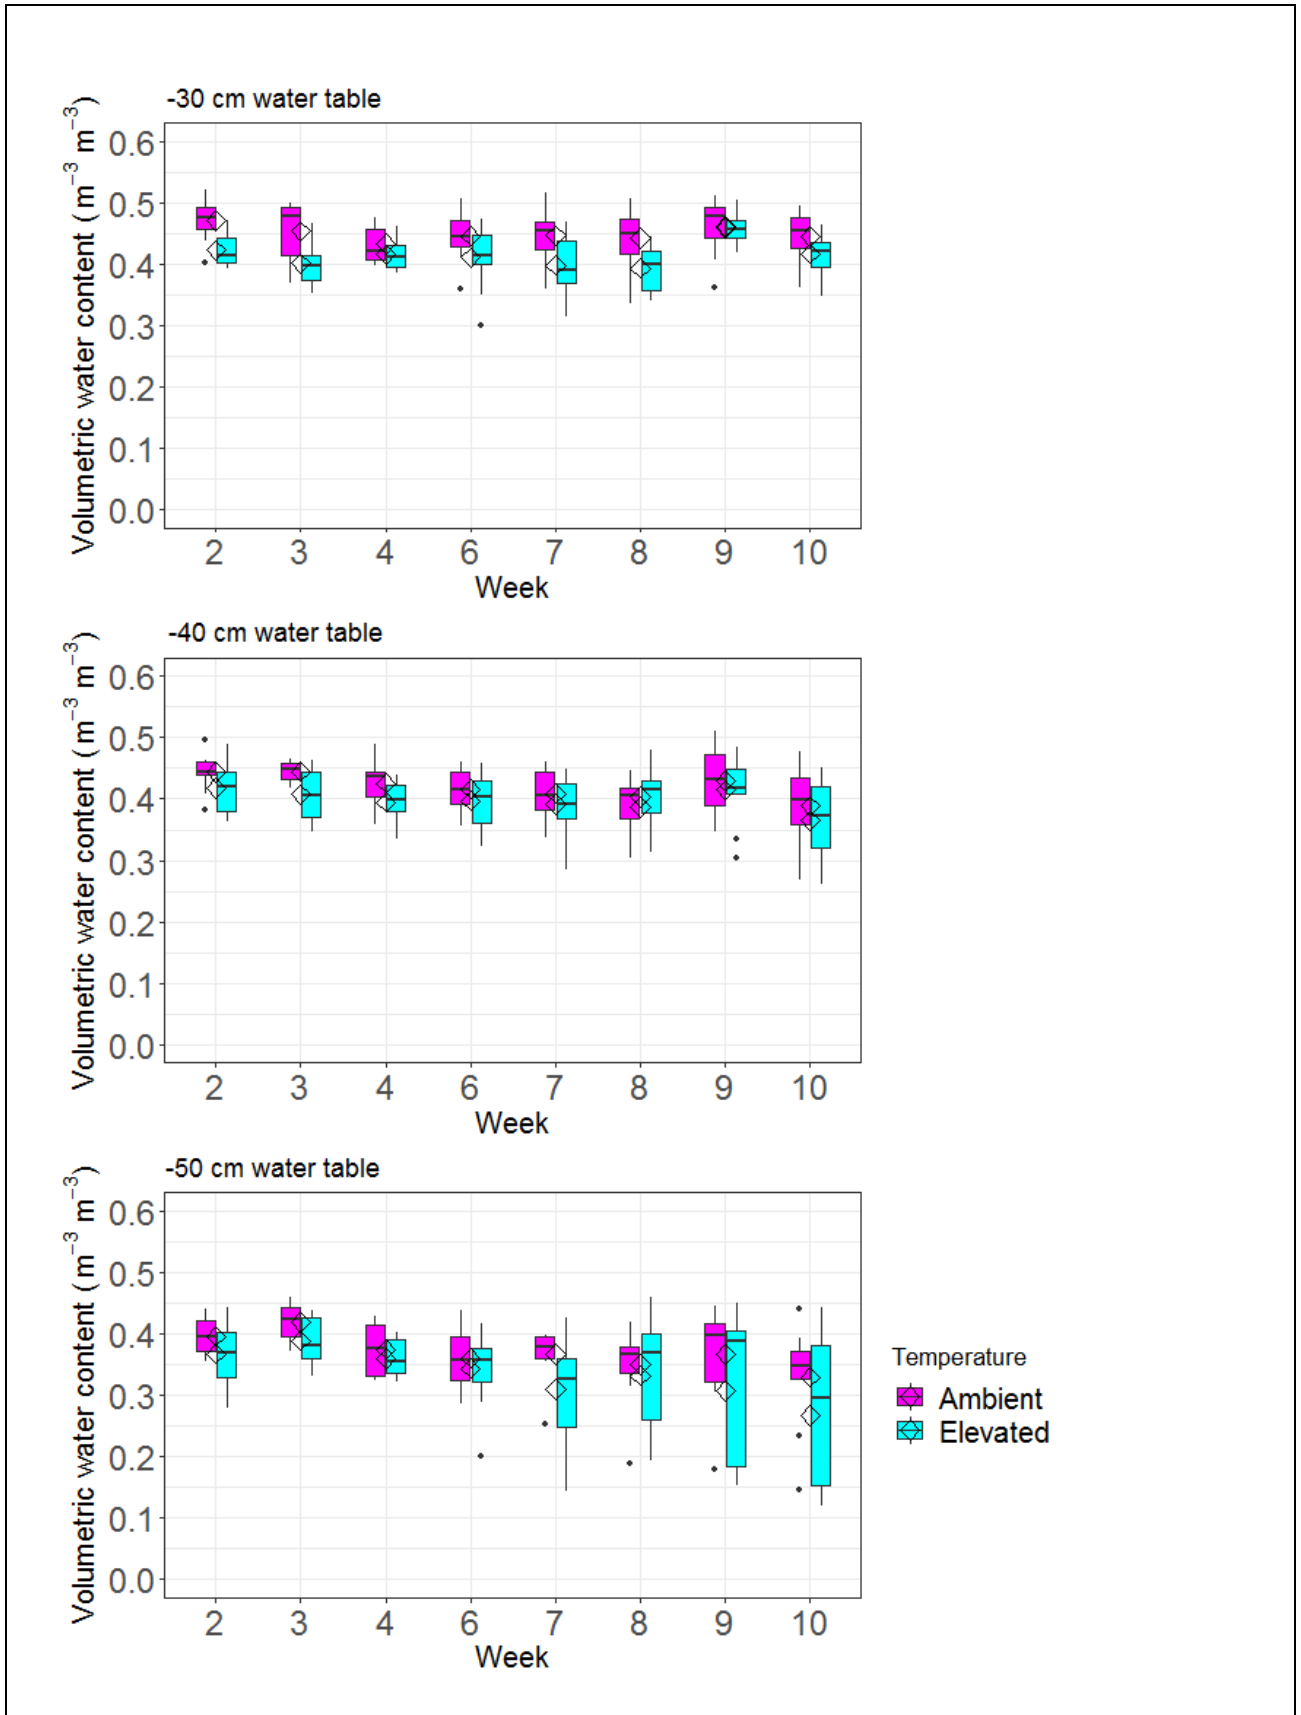 -30 cm water table
Volumetric water content (m⁻³ m⁻³)
0.6
0.5
0.4
0.3
0.2
0.1
0.0
2 3 4 6 7 8 9 10
Week
-40 cm water table
Volumetric water content (m⁻³ m⁻³)
0.6
0.5
0.4
0.3
0.2
0.1
0.0
2 3 4 6 7 8 9 10
Week
-50 cm water table
Volumetric water content (m⁻³ m⁻³)
0.6
0.5
0.4
0.3
0.2
0.1
0.0
2 3 4 6 7 8 9 10
Week
Temperature
Ambient
Elevated